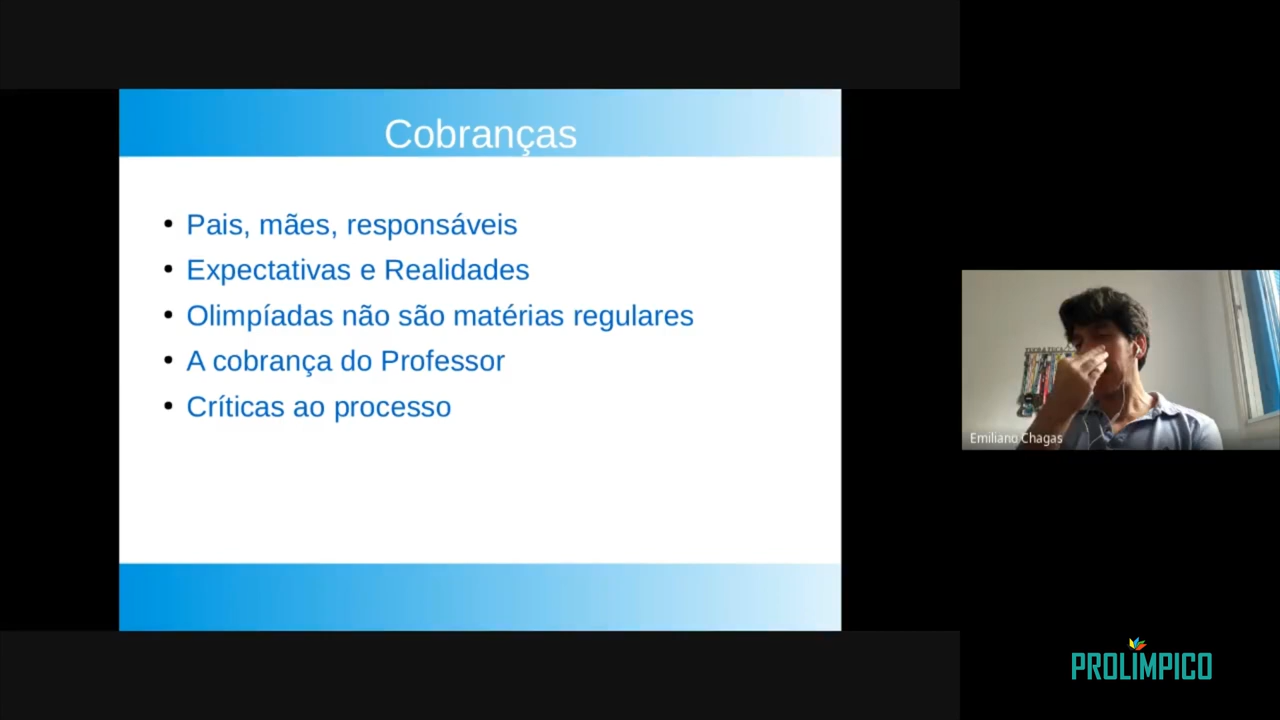 Cobranças
Pais, mães, responsáveis
Expectativas e Realidades
Olimpíadas não são matérias regulares
A cobrança do Professor
Críticas ao processo
Emiliano Chagas
PROLÍMPICO